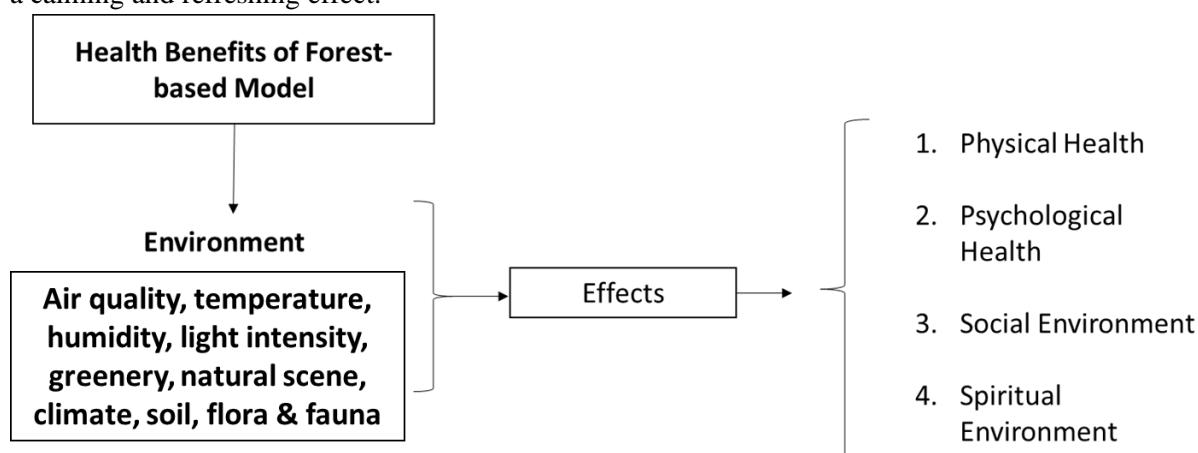 a calming and refreshing effect.
Health Benefits of Forest-
based Model
Environment
Air quality, temperature,
humidity, light intensity,
greenery, natural scene,
climate, soil, flora & fauna
Effects
1. Physical Health
2. Psychological
Health
3. Social Environment
4. Spiritual
Environment